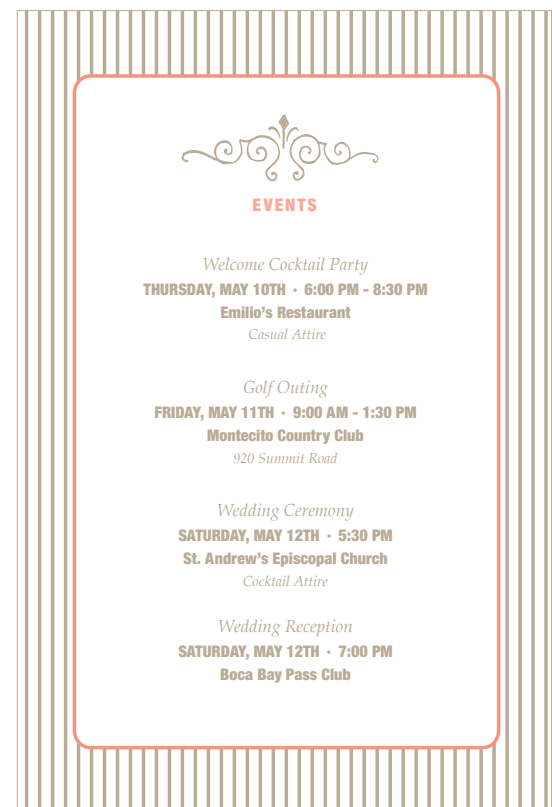 EVENTS
Welcome Cocktail Party
THURSDAY, MAY 10TH • 6:00 PM - 8:30 PM
Emilio’s Restaurant
Casual Attire
Golf Outing
FRIDAY, MAY 11TH • 9:00 AM - 1:30 PM
Montecito Country Club
920 Summit Road
Wedding Ceremony
SATURDAY, MAY 12TH • 5:30 PM
St. Andrew’s Episcopal Church
Cocktail Attire
Wedding Reception
SATURDAY, MAY 12TH • 7:00 PM
Boca Bay Pass Club